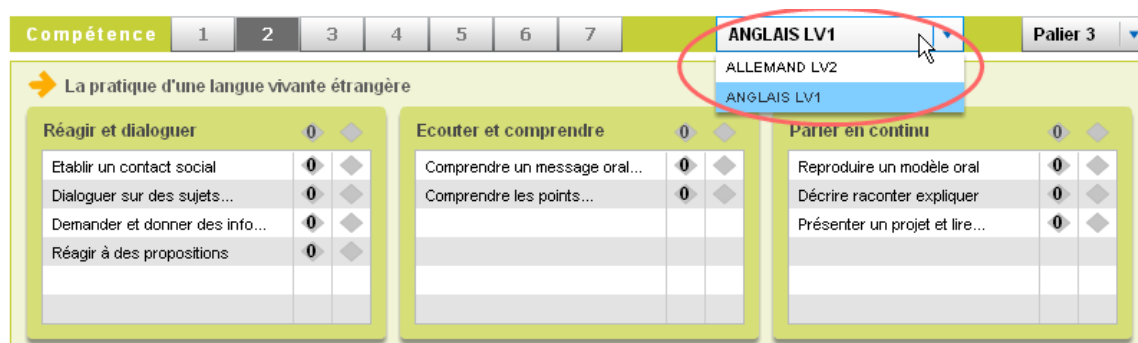 Compétence 1 2 3 4 5 6 7 ANGLAIS LV1 Palier 3
ALLEMAND LV2
ANGLAIS LV1
La pratique d'une langue vivante étrangère
Réagir et dialoguer 0
Etablir un contact social 0
Dialoguer sur des sujets... 0
Demander et donner des info... 0
Réagir à des propositions 0
Ecouter et comprendre 0
Comprendre un message oral... 0
Comprendre les points... 0
Parler en continu 0
Reproduire un modèle oral 0
Décrire raconter expliquer 0
Présenter un projet et lire... 0